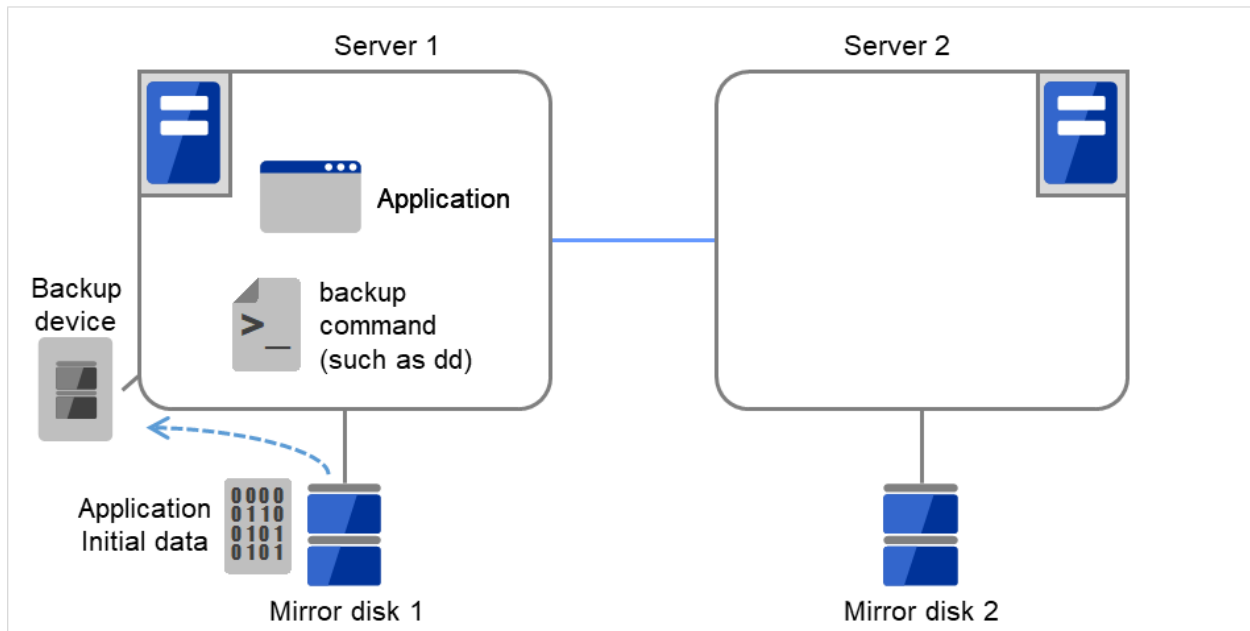 Server 1
Server 2
Application
Backup
device
backup
command
(such as dd)
>_
Application
Initial data
0000
0110
0101
0101
Mirror disk 1
Mirror disk 2